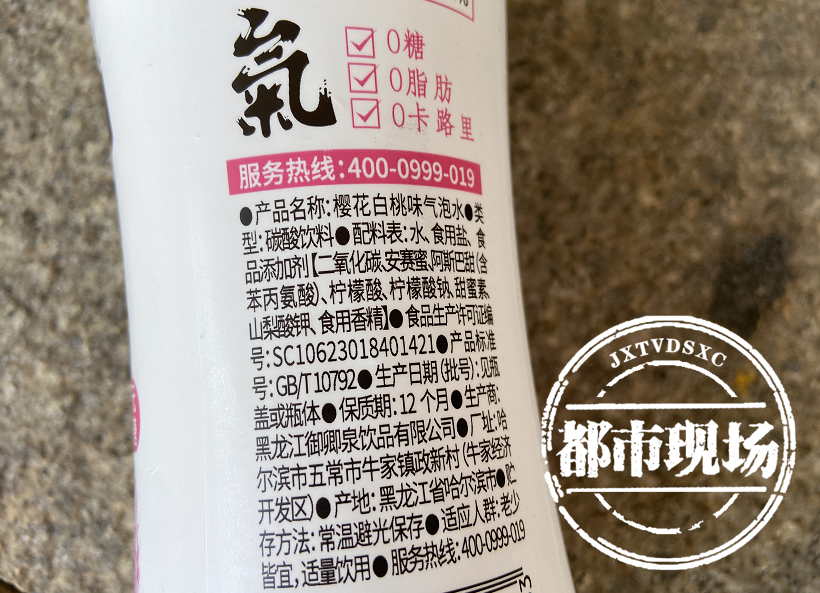 氣
☑0糖
☑0脂肪
☑0卡路里
服务热线:400-0999-019
●产品名称:樱花白桃味气泡水●类
型:碳酸饮料●配料表:水、食用盐、食
品添加剂【二氧化碳、安赛蜜、阿斯巴甜(含
苯丙氨酸)、柠檬酸、柠檬酸钠、甜蜜素、
山梨酸钾、食用香精】●食品生产许可证编
号:SC10623018401421●产品标准
号:GB/T10792●生产日期(批号):见瓶
盖或瓶体●保质期:12个月●生产商:
黑龙江御卿泉饮品有限公司●厂址:哈
尔滨市五常市牛家镇政新村(牛家经济
开发区)●产地:黑龙江省哈尔滨市●贮
存方法:常温避光保存●适应人群:老少
皆宜,适量饮用●服务热线:400-0999-019
JXTVDSXC
都市现场